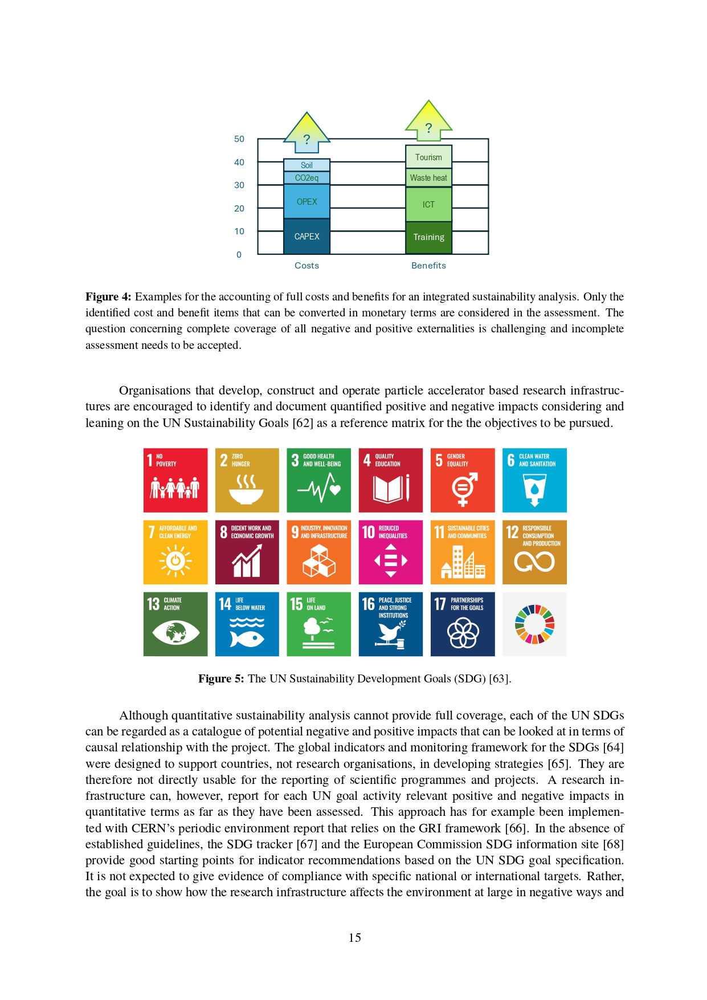 ?
?
50
40
30
20
10
0
Soil
CO2eq
OPEX
CAPEX
Tourism
Waste heat
ICT
Training
Costs
Benefits
Figure 4: Examples for the accounting of full costs and benefits for an integrated sustainability analysis. Only the
identified cost and benefit items that can be converted in monetary terms are considered in the assessment. The
question concerning complete coverage of all negative and positive externalities is challenging and incomplete
assessment needs to be accepted.
Organisations that develop, construct and operate particle accelerator based research infrastruc-
tures are encouraged to identify and document quantified positive and negative impacts considering and
leaning on the UN Sustainability Goals [62] as a reference matrix for the the objectives to be pursued.
1 NO
POVERTY
2 ZERO
HUNGER
3 GOOD HEALTH
AND WELL-BEING
4 QUALITY
EDUCATION
5 GENDER
EQUALITY
6 CLEAN WATER
AND SANITATION
7 AFFORDABLE AND
CLEAN ENERGY
8 DECENT WORK AND
ECONOMIC GROWTH
9 INDUSTRY, INNOVATION
AND INFRASTRUCTURE
10 REDUCED
INEQUALITIES
11 SUSTAINABLE CITIES
AND COMMUNITIES
12 RESPONSIBLE
CONSUMPTION
AND PRODUCTION
13 CLIMATE
ACTION
14 LIFE
BELOW WATER
15 LIFE
ON LAND
16 PEACE, JUSTICE
AND STRONG
INSTITUTIONS
17 PARTNERSHIPS
FOR THE GOALS
Figure 5: The UN Sustainability Development Goals (SDG) [63].
Although quantitative sustainability analysis cannot provide full coverage, each of the UN SDGs
can be regarded as a catalogue of potential negative and positive impacts that can be looked at in terms of
causal relationship with the project. The global indicators and monitoring framework for the SDGs [64]
were designed to support countries, not research organisations, in developing strategies [65]. They are
therefore not directly usable for the reporting of scientific programmes and projects. A research in-
frastructure can, however, report for each UN goal activity relevant positive and negative impacts in
quantitative terms as far as they have been assessed. This approach has for example been implemen-
ted with CERN's periodic environment report that relies on the GRI framework [66]. In the absence of
established guidelines, the SDG tracker [67] and the European Commission SDG information site [68]
provide good starting points for indicator recommendations based on the UN SDG goal specification.
It is not expected to give evidence of compliance with specific national or international targets. Rather,
the goal is to show how the research infrastructure affects the environment at large in negative ways and
15